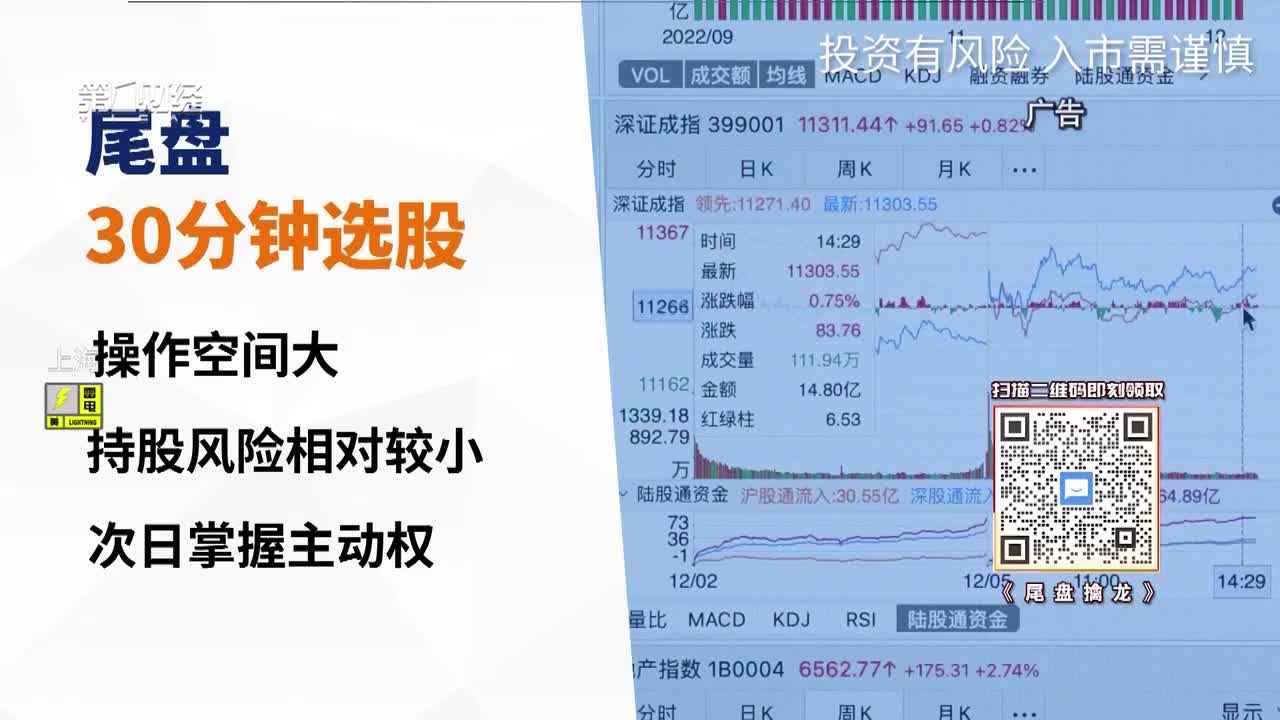 第一财经
尾盘
30分钟选股
上海
操作空间大
雷电
黄 LIGHTNING
持股风险相对较小
次日掌握主动权
亿
2022/09 11 12
投资有风险 入市需谨慎
VOL 成交额 均线 MACD KDJ 融资融券 陆股通资金
广告
深证成指 399001 11311.44↑ +91.65 +0.82%
分时 日K 周K 月K ···
深证成指 领先:11271.40 最新:11303.55
11367
时间 14:29
最新 11303.55
11266 涨跌幅 0.75%
涨跌 83.76
成交量 111.94万
11162 金额 14.80亿
1339.18 红绿柱 6.53
892.79
万
扫描二维码即刻领取
陆股通资金 沪股通流入:30.55亿 深股通流入 64.89亿
73
36
-1
12/02 12/05 11:00 14:29
《尾盘擒龙》
量比 MACD KDJ RSI 陆股通资金
产指数 1B0004 6562.77↑ +175.31 +2.74%
分时 日K 周K 月K ··· 显示